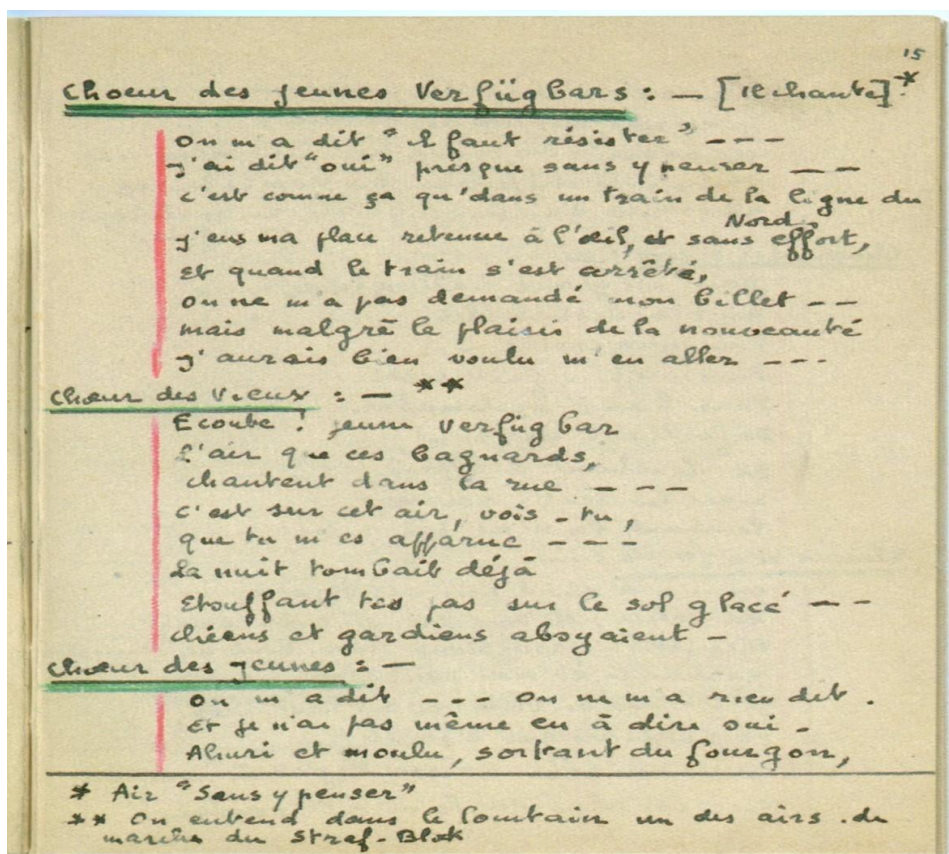 15
Choeur des jeunes Verfügbars : — [il chante] *
On m'a dit "il faut résister" - - -
J'ai dit "oui" presque sans y penser - -
c'est comme ça qu'dans un train de la ligne du
Nord.
j'eus ma place retenue à l'œil, et sans effort,
Et quand le train s'est arrêté,
on ne m'a pas demandé mon billet - -
mais malgré le plaisir de la nouveauté
j'aurais bien voulu m'en aller - - -
Chœur des vieux : — **
Ecoute ! jeune Verfügbar
L'air que ces bagnards,
chantent dans la rue - - -
c'est sur cet air, vois-tu,
que tu m'es apparue - - -
La nuit tombait déjà
Etouffant tes pas sur le sol glacé - -
chiens et gardiens aboyaient -
Chœur des jeunes : —
On m'a dit - - - On ne m'a rien dit .
Et je n'ai pas même eu à dire oui -
Ahuri et moulu, sortant du fourgon,
* Air "Sans y penser"
** On entend dans le lointain un des airs de
marche du Straf-Blok